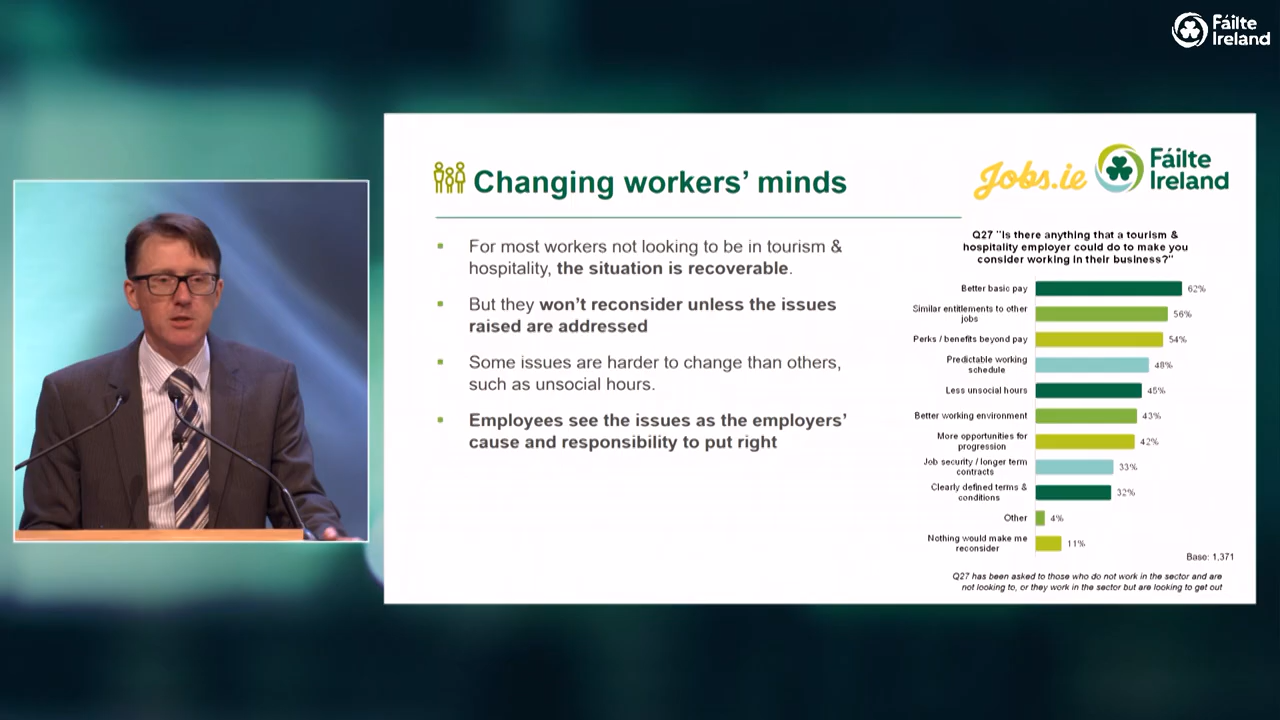 Fáilte
Ireland
Changing workers’ minds
Jobs.ie
Fáilte
Ireland
For most workers not looking to be in tourism &
hospitality, the situation is recoverable.
But they won’t reconsider unless the issues
raised are addressed
Some issues are harder to change than others,
such as unsocial hours.
Employees see the issues as the employers’
cause and responsibility to put right
Q27 "Is there anything that a tourism &
hospitality employer could do to make you
consider working in their business?"
Better basic pay 62%
Similar entitlements to other
jobs 56%
Perks / benefits beyond pay 54%
Predictable working
schedule 48%
Less unsocial hours 45%
Better working environment 43%
More opportunities for
progression 42%
Job security / longer term
contracts 33%
Clearly defined terms &
conditions 32%
Other 4%
Nothing would make me
reconsider 11%
Base: 1,371
Q27 has been asked to those who do not work in the sector and are
not looking to, or they work in the sector but are looking to get out